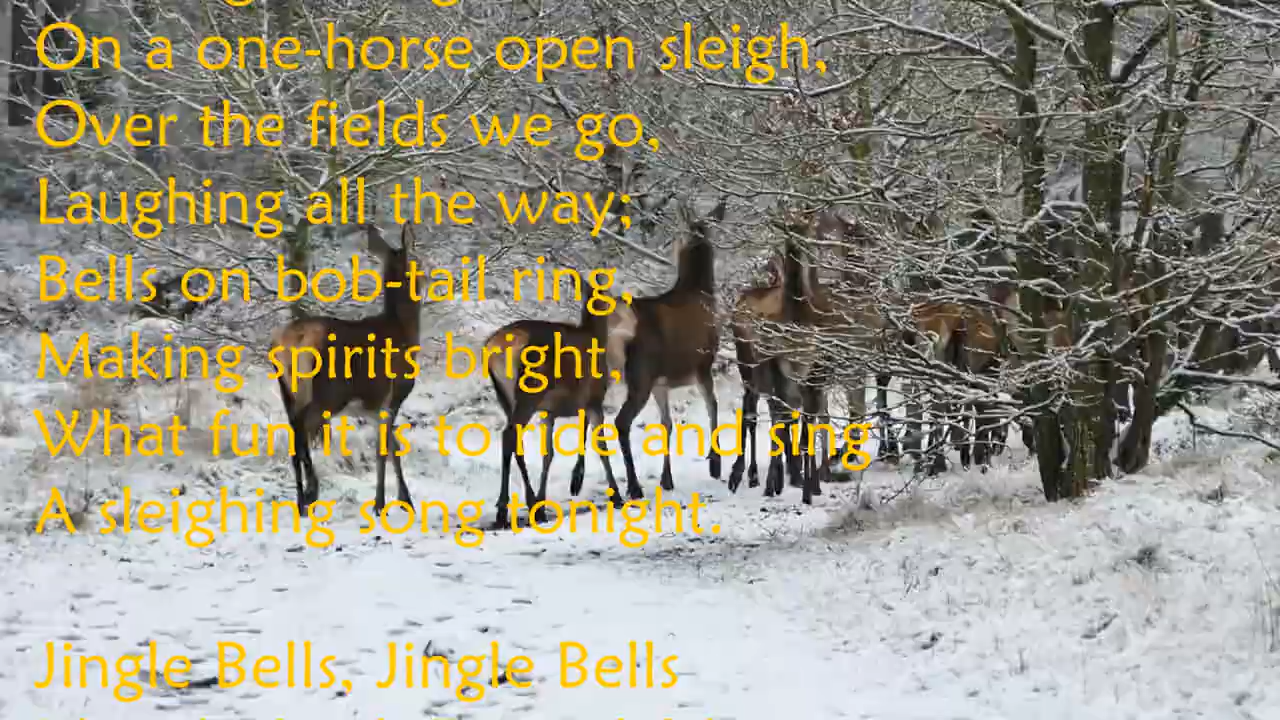 On a one-horse open sleigh,
Over the fields we go,
Laughing all the way;
Bells on bob-tail ring,
Making spirits bright,
What fun it is to ride and sing
A sleighing song tonight.
Jingle Bells, Jingle Bells